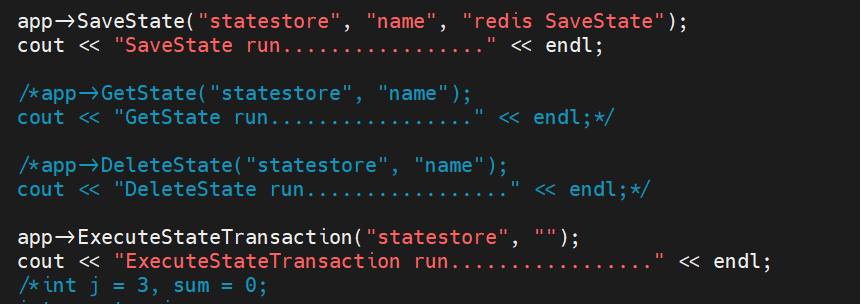 app->SaveState("statestore", "name", "redis SaveState");
cout << "SaveState run................." << endl;
/*app->GetState("statestore", "name");
cout << "GetState run................." << endl;*/
/*app->DeleteState("statestore", "name");
cout << "DeleteState run................." << endl;*/
app->ExecuteStateTransaction("statestore", "");
cout << "ExecuteStateTransaction run................." << endl;
/*int j = 3, sum = 0;